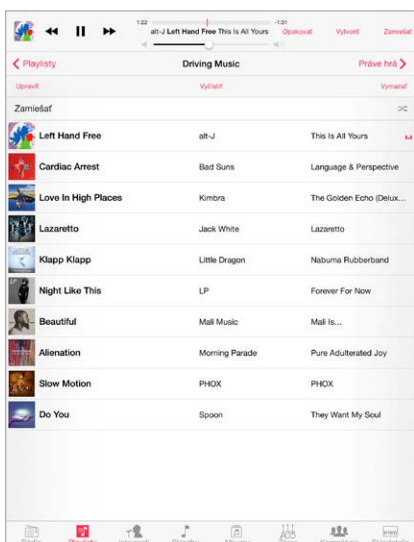 1:22 -1:31
alt-J Left Hand Free This Is All Yours Opakovať Vytvoriť Zamiešať
Playlisty Driving Music Práve hrá
Upraviť Vyčistiť Vymazať
Zamiešať
Left Hand Free alt-J This Is All Yours
Cardiac Arrest Bad Suns Language & Perspective
Love In High Places Kimbra The Golden Echo (Delux...
Lazaretto Jack White Lazaretto
Klapp Klapp Little Dragon Nabuma Rubberband
Night Like This LP Forever For Now
Beautiful Mali Music Mali Is...
Alienation Morning Parade Pure Adulterated Joy
Slow Motion PHOX PHOX
Do You Spoon They Want My Soul
Playlisty